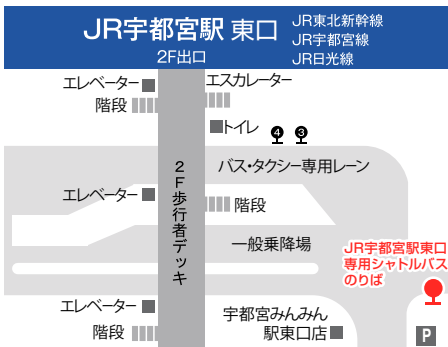 JR宇都宮駅 東口
JR東北新幹線
JR宇都宮線
JR日光線
2F出口
エレベーター
エスカレーター
階段
トイレ
4
3
バス・タクシー専用レーン
2F歩行者デッキ
エレベーター
階段
一般乗降場
JR宇都宮駅東口
専用シャトルバス
のりば
エレベーター
宇都宮みんみん
駅東口店
階段
P